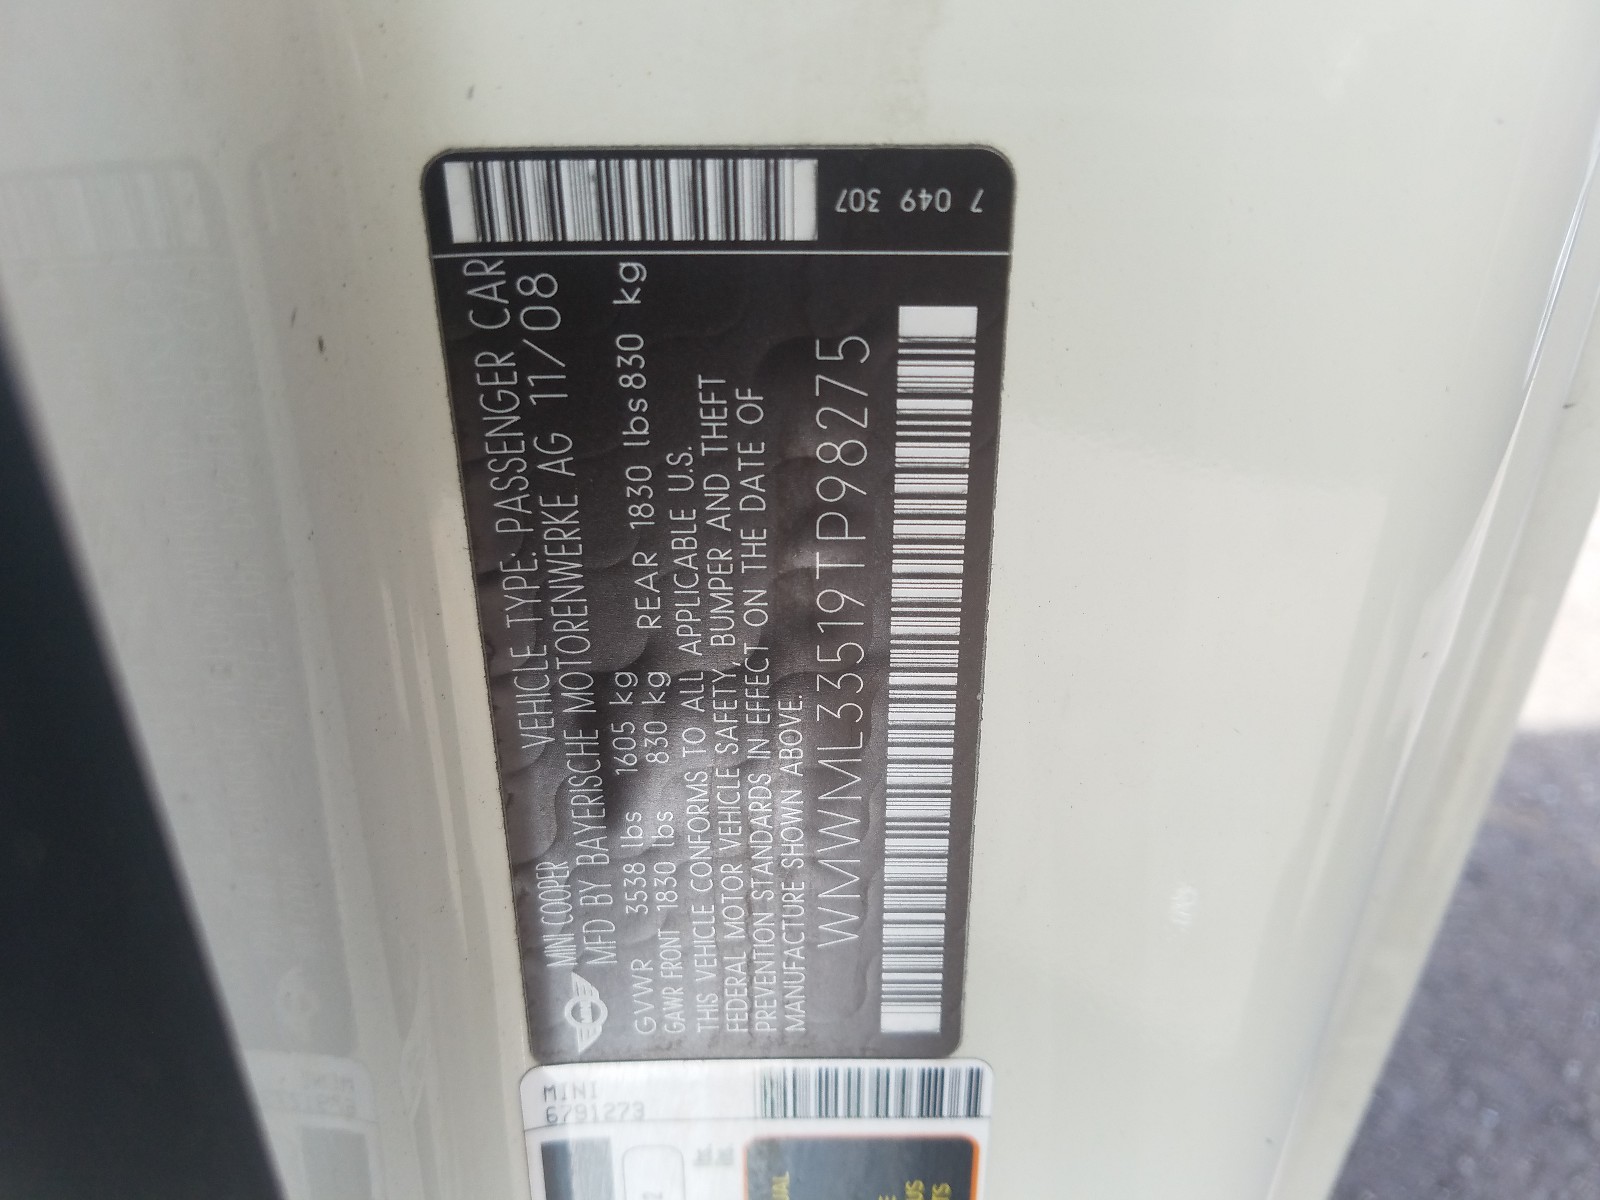 7 049 307
MINI COOPER VEHICLE TYPE: PASSENGER CAR
MFD BY BAYERISCHE MOTORENWERKE AG 11/08
GVWR 3538 lbs 1605 kg
GAWR FRONT 1830 lbs 830 kg REAR 1830 lbs 830 kg
THIS VEHICLE CONFORMS TO ALL APPLICABLE U.S.
FEDERAL MOTOR VEHICLE SAFETY, BUMPER AND THEFT
PREVENTION STANDARDS IN EFFECT ON THE DATE OF
MANUFACTURE SHOWN ABOVE.
WMWML33519TP98275
MINI
6791273